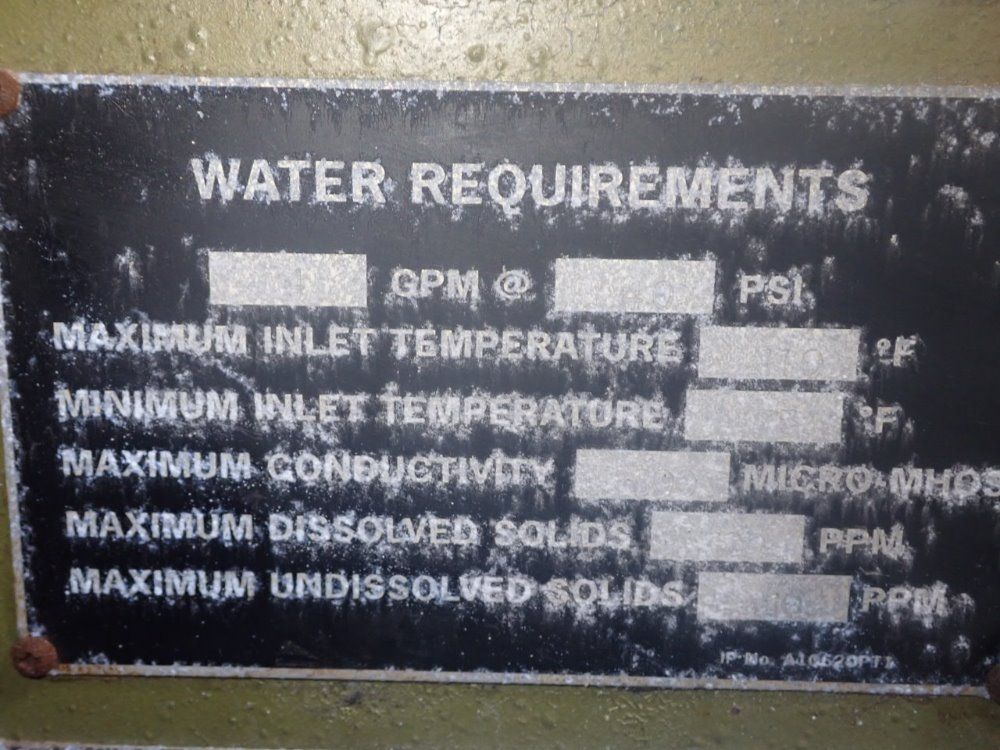 WATER REQUIREMENTS
GPM @ PSI
MAXIMUM INLET TEMPERATURE °F
MINIMUM INLET TEMPERATURE °F
MAXIMUM CONDUCTIVITY MICRO-MHOS
MAXIMUM DISSOLVED SOLIDS PPM
MAXIMUM UNDISSOLVED SOLIDS PPM
No.